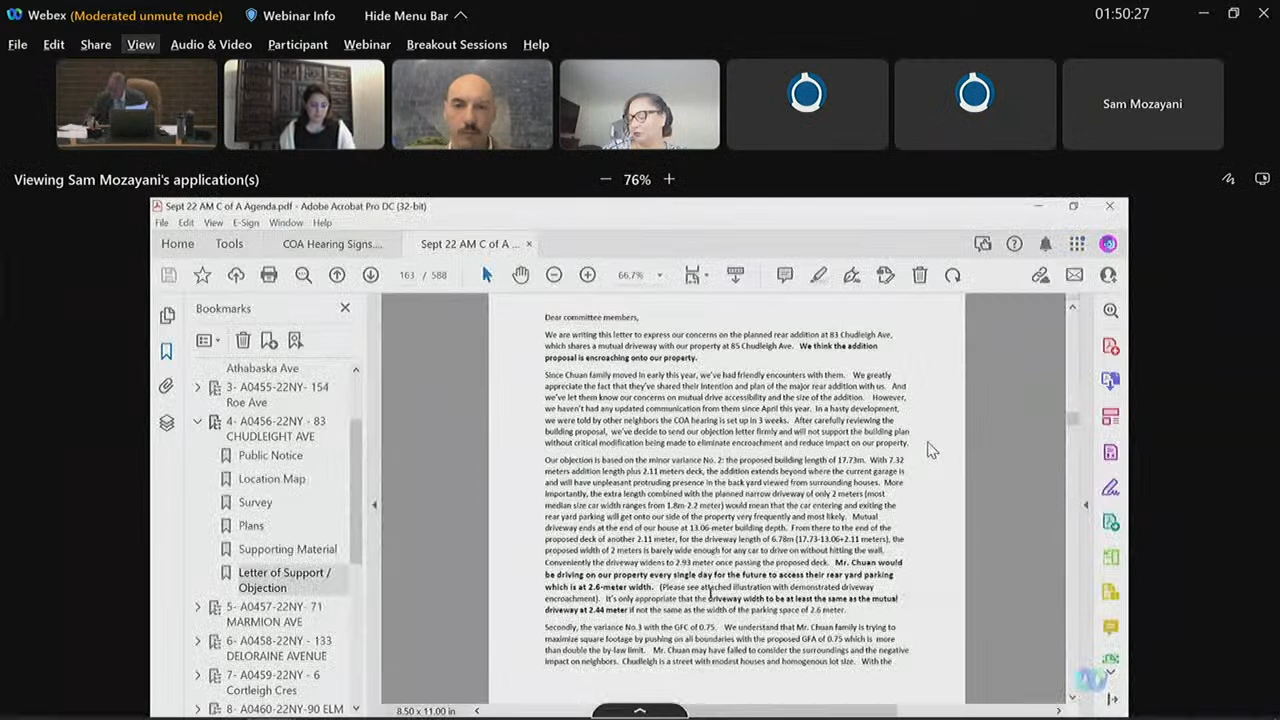 Webex (Moderated unmute mode) Webinar Info Hide Menu Bar 01:50:27
File Edit Share View Audio & Video Participant Webinar Breakout Sessions Help
Sam Mozayani
Viewing Sam Mozayani's application(s) 76%
Sept 22 AM C of A Agenda.pdf - Adobe Acrobat Pro DC (32-bit)
File Edit View E-Sign Window Help
Home Tools COA Hearing Signs.... Sept 22 AM C of A ... ×
163 / 588 66.7%
Bookmarks
Athabaska Ave
3- A0455-22NY- 154
Roe Ave
4- A0456-22NY - 83
CHUDLEIGHT AVE
Public Notice
Location Map
Survey
Plans
Supporting Material
Letter of Support /
Objection
5- A0457-22NY- 71
MARMION AVE
6- A0458-22NY - 133
DELORAINE AVENUE
7- A0459-22NY - 6
Cortleigh Cres
8- A0460-22NY-90 ELM
Dear committee members,
We are writing this letter to express our concerns on the planned rear addition at 83 Chudleigh Ave,
which shares a mutual driveway with our property at 85 Chudleigh Ave. We think the addition
proposal is encroaching onto our property.
Since Chuan family moved in early this year, we've had friendly encounters with them. We greatly
appreciate the fact that they've shared their intention and plan of the major rear addition with us. And
we've let them know our concerns on mutual drive accessibility and the size of the addition. However,
we haven't had any updated communication from them since April this year. In a hasty development,
we were told by other neighbors the COA hearing is set up in 3 weeks. After carefully reviewing the
building proposal, we've decide to send our objection letter firmly and will not support the building plan
without critical modification being made to eliminate encroachment and reduce impact on our property.
Our objection is based on the minor variance No. 2: the proposed building length of 17.73m. With 7.32
meters addition length plus 2.11 meters deck, the addition extends beyond where the current garage is
and will have unpleasant protruding presence in the back yard viewed from surrounding houses. More
importantly, the extra length combined with the planned narrow driveway of only 2 meters (most
median size car width ranges from 1.8m-2.2 meter) would mean that the car entering and exiting the
rear yard parking will get onto our side of the property very frequently and most likely. Mutual
driveway ends at the end of our house at 13.06-meter building depth. From there to the end of the
proposed deck of another 2.11 meter, for the driveway length of 6.78m (17.73-13.06+2.11 meters), the
proposed width of 2 meters is barely wide enough for any car to drive on without hitting the wall.
Conveniently the driveway widens to 2.93 meter once passing the proposed deck. Mr. Chuan would
be driving on our property every single day for the future to access their rear yard parking
which is at 2.6-meter width. (Please see attached illustration with demonstrated driveway
encroachment). It's only appropriate that the driveway width to be at least the same as the mutual
driveway at 2.44 meter if not the same as the width of the parking space of 2.6 meter.
Secondly, the variance No.3 with the GFC of 0.75. We understand that Mr. Chuan family is trying to
maximize square footage by pushing on all boundaries with the proposed GFA of 0.75 which is more
than double the by-law limit. Mr. Chuan may have failed to consider the surroundings and the negative
impact on neighbors. Chudleigh is a street with modest houses and homogenous lot size. With the
8.50 x 11.00 in